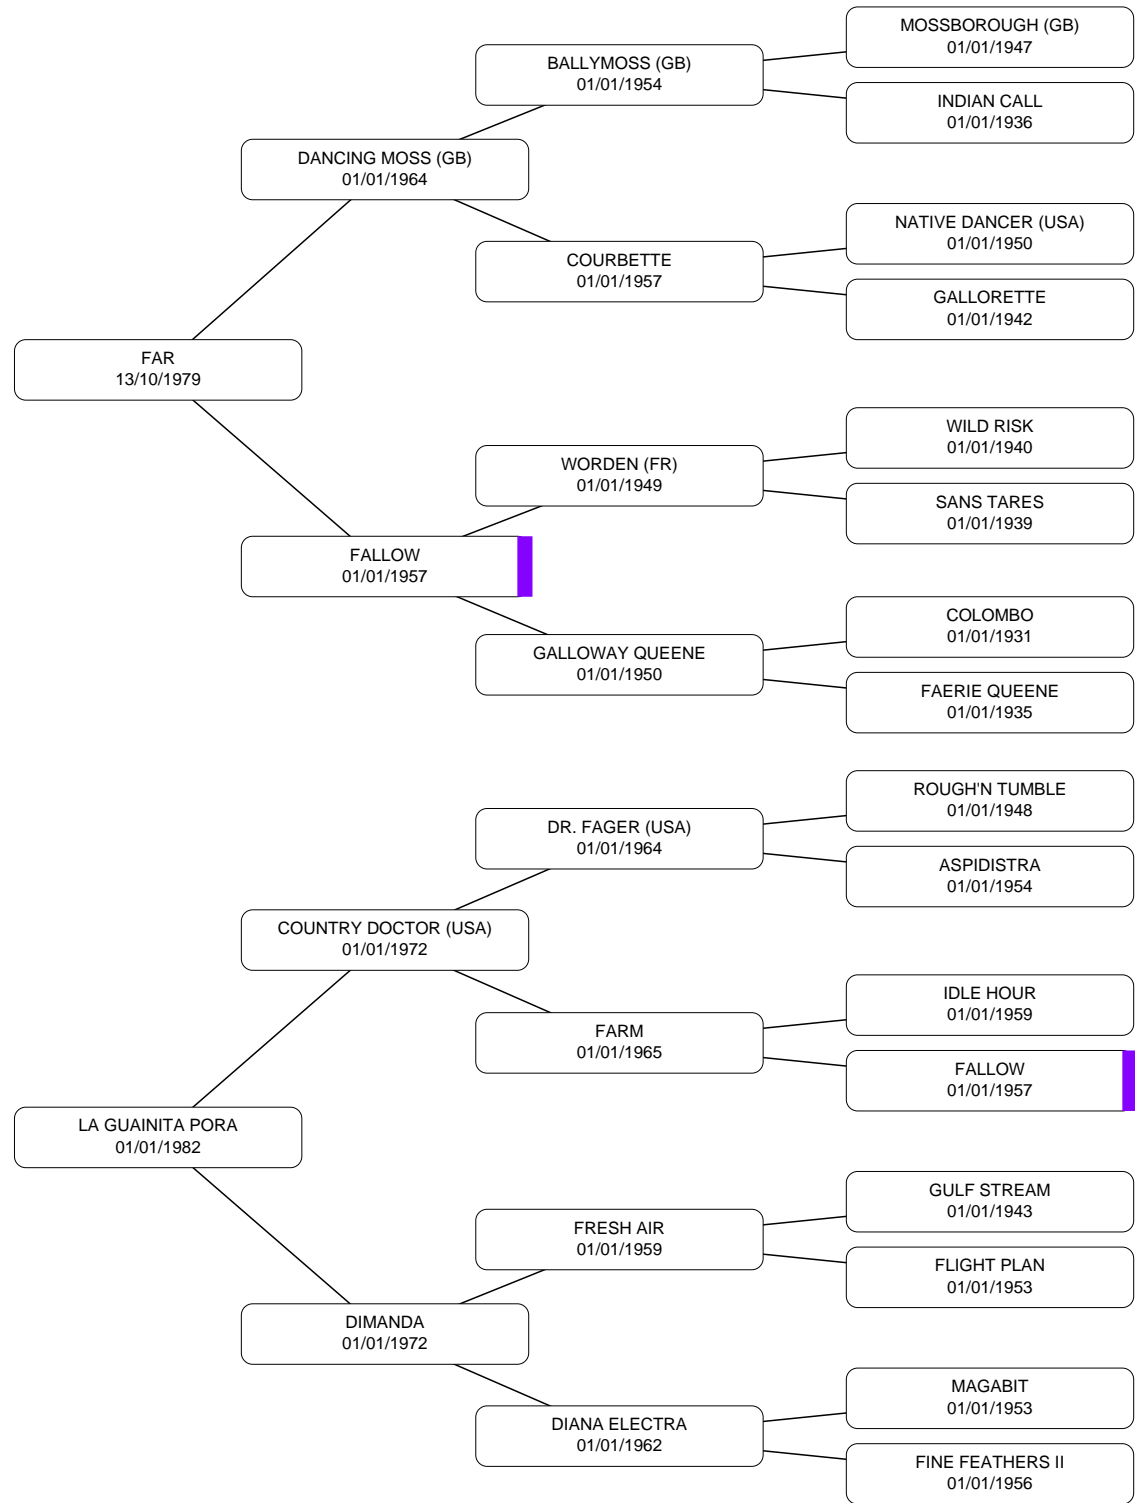 MOSSBOROUGH (GB)
01/01/1947
BALLYMOSS (GB)
01/01/1954
INDIAN CALL
01/01/1936
DANCING MOSS (GB)
01/01/1964
NATIVE DANCER (USA)
01/01/1950
COURBETTE
01/01/1957
GALLORETTE
01/01/1942
FAR
13/10/1979
WILD RISK
01/01/1940
WORDEN (FR)
01/01/1949
SANS TARES
01/01/1939
FALLOW
01/01/1957
COLOMBO
01/01/1931
GALLOWAY QUEENE
01/01/1950
FAERIE QUEENE
01/01/1935
ROUGH'N TUMBLE
01/01/1948
DR. FAGER (USA)
01/01/1964
ASPIDISTRA
01/01/1954
COUNTRY DOCTOR (USA)
01/01/1972
IDLE HOUR
01/01/1959
FARM
01/01/1965
FALLOW
01/01/1957
LA GUAINITA PORA
01/01/1982
GULF STREAM
01/01/1943
FRESH AIR
01/01/1959
FLIGHT PLAN
01/01/1953
DIMANDA
01/01/1972
MAGABIT
01/01/1953
DIANA ELECTRA
01/01/1962
FINE FEATHERS II
01/01/1956